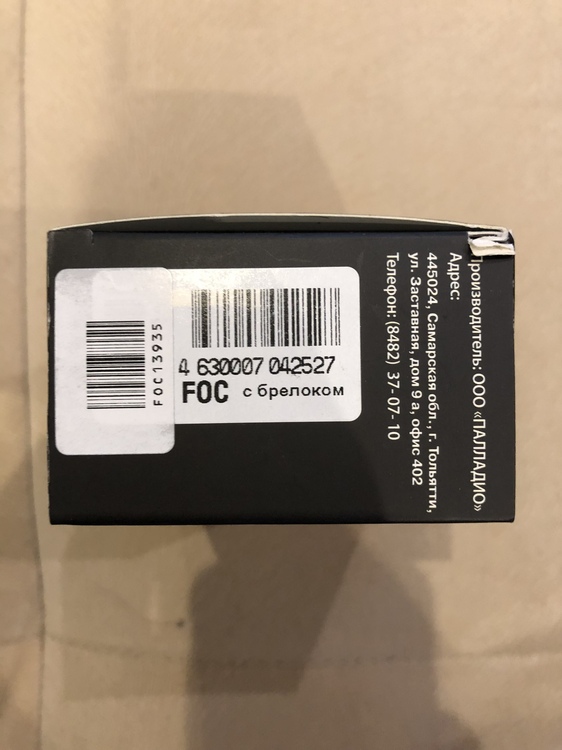 FOC13935
4 630007 042527
FOC с брелоком
Производитель: ООО «ПАЛЛАДИО»
Адрес:
445024, Самарская обл., г. Тольятти,
ул. Заставная, дом 9 а, офис 402
Телефон: (8482) 37-07-10